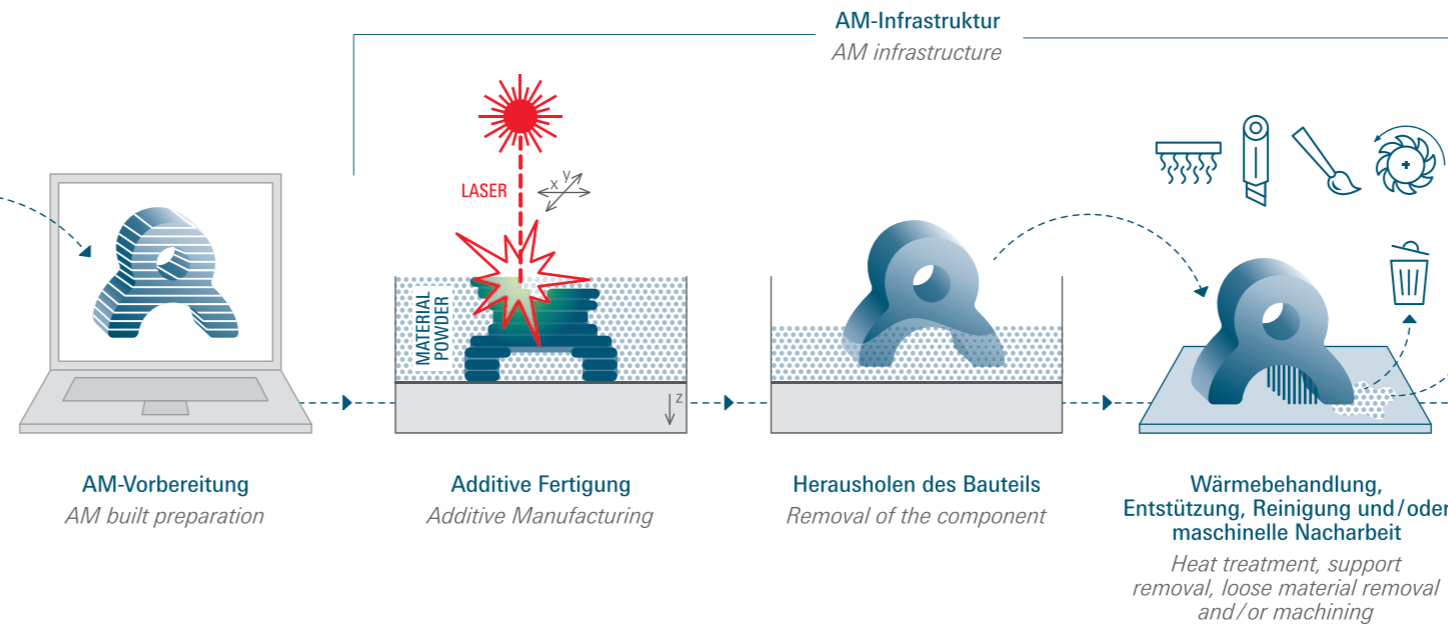 AM-Infrastruktur
AM infrastructure
LASER
x
y
MATERIAL
POWDER
z
AM-Vorbereitung
AM built preparation
Additive Fertigung
Additive Manufacturing
Herausholen des Bauteils
Removal of the component
Wärmebehandlung,
Entstützung, Reinigung und/oder
maschinelle Nacharbeit
Heat treatment, support
removal, loose material removal
and/or machining